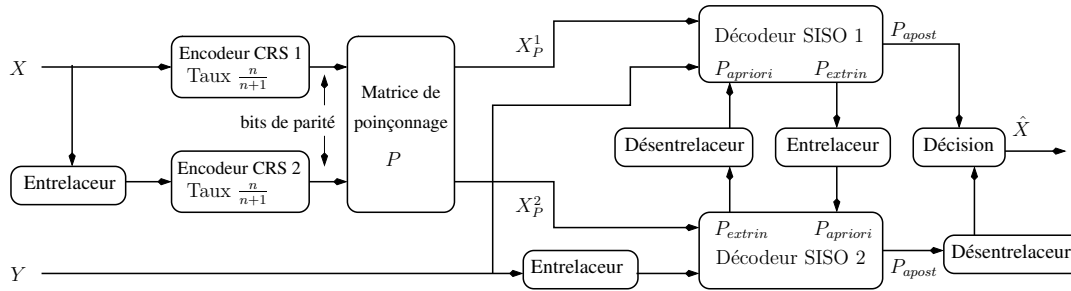 X
Encodeur CRS 1
Taux n/(n+1)
bits de parité
Entrelaceur
Encodeur CRS 2
Taux n/(n+1)
Matrice de
poinçonnage
P
X_P^1
X_P^2
Y
Entrelaceur
Décodeur SISO 1
P_apriori P_extrin
P_apost
Désentrelaceur
Entrelaceur
Décision
X̂
P_extrin P_apriori
Décodeur SISO 2
P_apost
Désentrelaceur